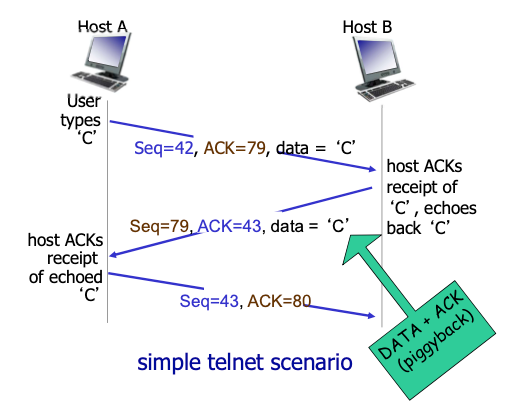 Host A
Host B
User
types
‘C’
Seq=42, ACK=79, data = ‘C’
host ACKs
receipt of
‘C’, echoes
back ‘C’
Seq=79, ACK=43, data = ‘C’
host ACKs
receipt
of echoed
‘C’
Seq=43, ACK=80
DATA + ACK
(piggyback)
simple telnet scenario